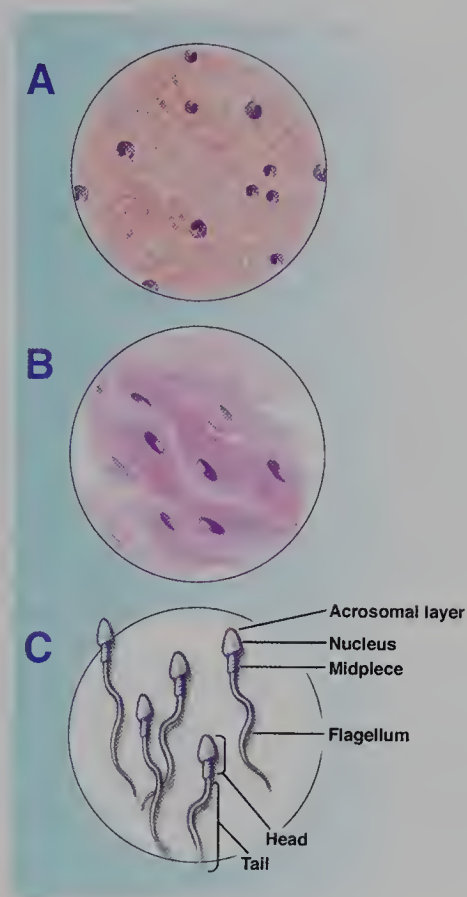 A
B
C
Acrosomal layer
Nucleus
Midpiece
Flagellum
Head
Tail